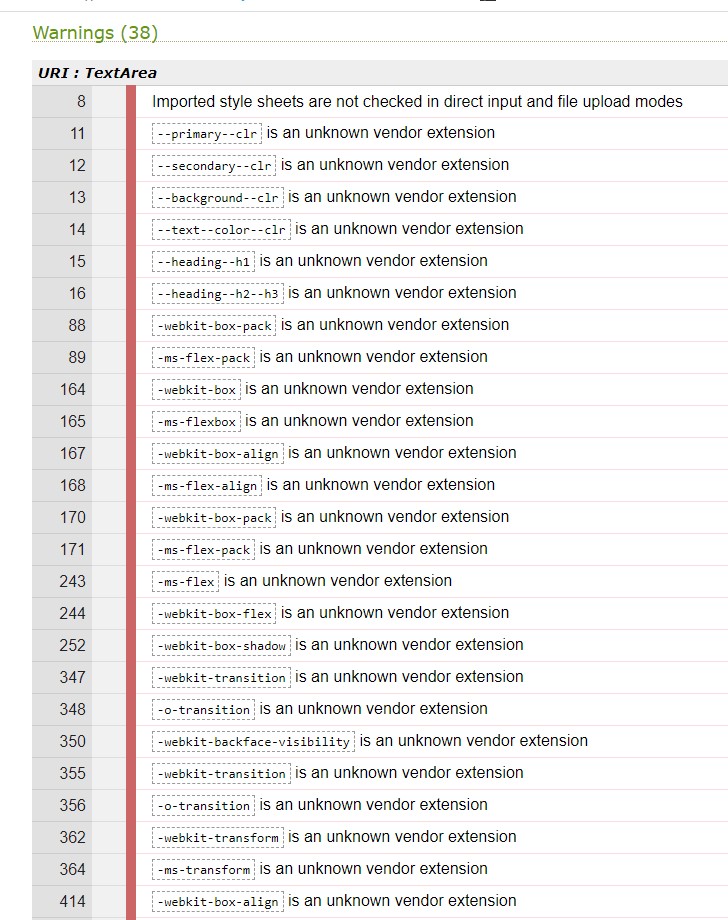 Warnings (38)
URI : TextArea
8 Imported style sheets are not checked in direct input and file upload modes
11 --primary--clr is an unknown vendor extension
12 --secondary--clr is an unknown vendor extension
13 --background--clr is an unknown vendor extension
14 --text--color--clr is an unknown vendor extension
15 --heading--h1 is an unknown vendor extension
16 --heading--h2--h3 is an unknown vendor extension
88 -webkit-box-pack is an unknown vendor extension
89 -ms-flex-pack is an unknown vendor extension
164 -webkit-box is an unknown vendor extension
165 -ms-flexbox is an unknown vendor extension
167 -webkit-box-align is an unknown vendor extension
168 -ms-flex-align is an unknown vendor extension
170 -webkit-box-pack is an unknown vendor extension
171 -ms-flex-pack is an unknown vendor extension
243 -ms-flex is an unknown vendor extension
244 -webkit-box-flex is an unknown vendor extension
252 -webkit-box-shadow is an unknown vendor extension
347 -webkit-transition is an unknown vendor extension
348 -o-transition is an unknown vendor extension
350 -webkit-backface-visibility is an unknown vendor extension
355 -webkit-transition is an unknown vendor extension
356 -o-transition is an unknown vendor extension
362 -webkit-transform is an unknown vendor extension
364 -ms-transform is an unknown vendor extension
414 -webkit-box-align is an unknown vendor extension